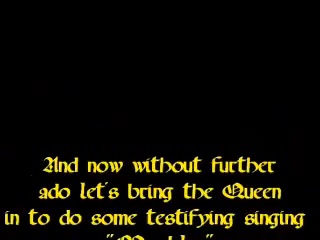 And now without further
ado let's bring the Queen
in to do some testifying singing